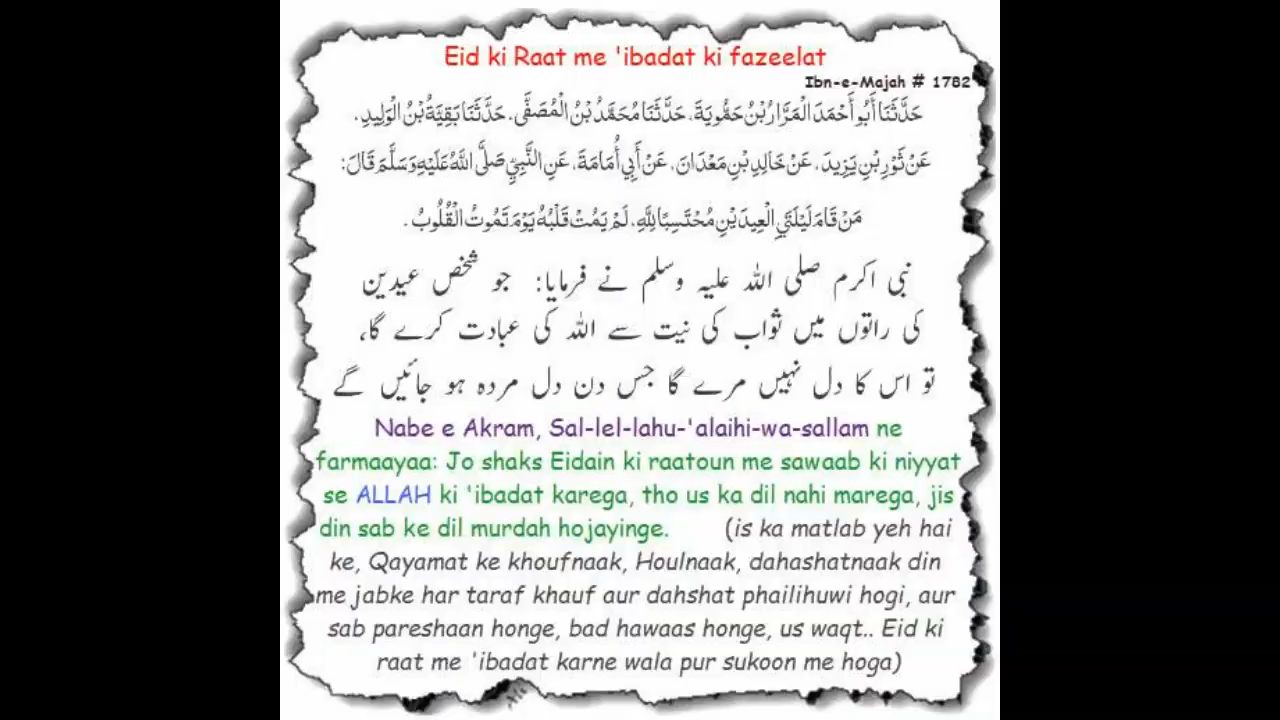 Eid ki Raat me 'ibadat ki fazeelat
Ibn-e-Majah # 1782
حَدَّثَنَا أَبُو أَحْمَدَ الْمَرَّارُ بْنُ حَمُّويَةَ، حَدَّثَنَا مُحَمَّدُ بْنُ الْمُصَفَّى، حَدَّثَنَا بَقِيَّةُ بْنُ الْوَلِيدِ،
عَنْ ثَوْرِ بْنِ يَزِيدَ، عَنْ خَالِدِ بْنِ مَعْدَانَ، عَنْ أَبِي أُمَامَةَ، عَنِ النَّبِيِّ صَلَّى اللَّهُ عَلَيْهِ وَسَلَّمَ قَالَ:
مَنْ قَامَ لَيْلَتَيِ الْعِيدَيْنِ مُحْتَسِبًا لِلَّهِ، لَمْ يَمُتْ قَلْبُهُ يَوْمَ تَمُوتُ الْقُلُوبُ.
نبی اکرم صلی اللہ علیہ وسلم نے فرمایا: جو شخص عیدین
کی راتوں میں ثواب کی نیت سے اللہ کی عبادت کرے گا،
تو اس کا دل نہیں مرے گا جس دن دل مردہ ہو جائیں گے
Nabe e Akram, Sal-lel-lahu-'alaihi-wa-sallam ne
farmaayaa: Jo shaks Eidain ki raatoun me sawaab ki niyyat
se ALLAH ki 'ibadat karega, tho us ka dil nahi marega, jis
din sab ke dil murdah hojayinge. (is ka matlab yeh hai
ke, Qayamat ke khoufnaak, Houlnaak, dahashatnaak din
me jabke har taraf khauf aur dahshat phailihuwi hogi, aur
sab pareshaan honge, bad hawaas honge, us waqt.. Eid ki
raat me 'ibadat karne wala pur sukoon me hoga)